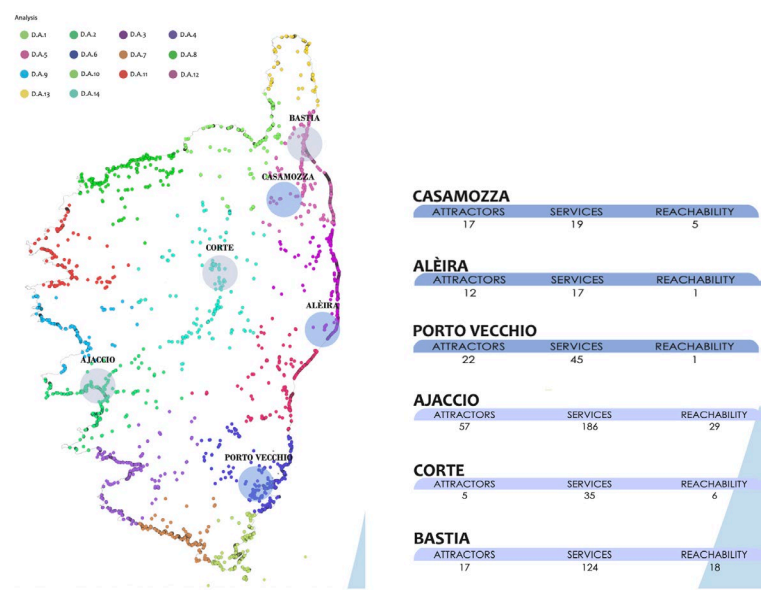 Analysis
D.A.1 D.A.2 D.A.3 D.A.4
D.A.5 D.A.6 D.A.7 D.A.8
D.A.9 D.A.10 D.A.11 D.A.12
D.A.13 D.A.14
BASTIA
CASAMOZZA
CORTE
ALÈIRA
AJACCIO
PORTO VECCHIO
CASAMOZZA
ATTRACTORS SERVICES REACHABILITY
17 19 5
ALÈIRA
ATTRACTORS SERVICES REACHABILITY
12 17 1
PORTO VECCHIO
ATTRACTORS SERVICES REACHABILITY
22 45 1
AJACCIO
ATTRACTORS SERVICES REACHABILITY
57 186 29
CORTE
ATTRACTORS SERVICES REACHABILITY
5 35 6
BASTIA
ATTRACTORS SERVICES REACHABILITY
17 124 18